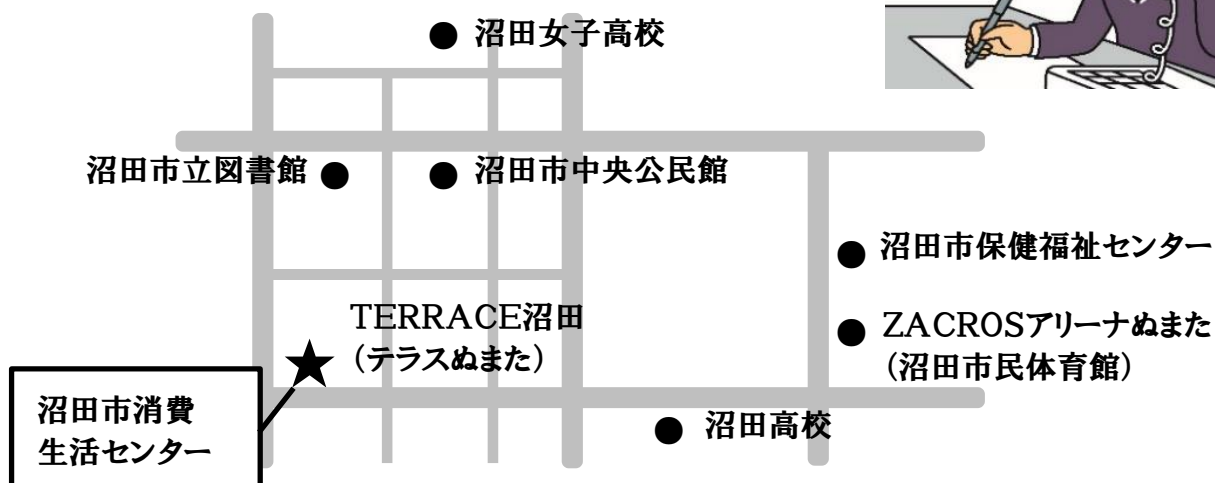 沼田女子高校
沼田市立図書館
沼田市中央公民館
沼田市保健福祉センター
TERRACE沼田
(テラスぬまた)
ZACROSアリーナぬまた
(沼田市民体育館)
沼田市消費
生活センター
沼田高校